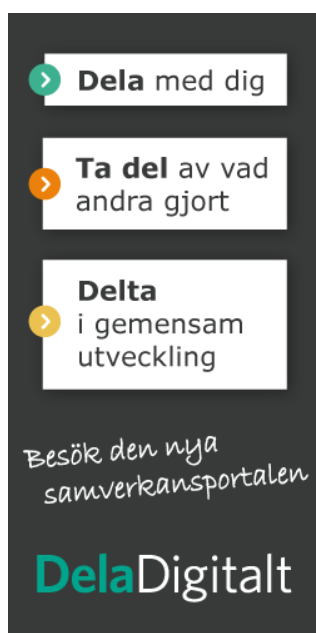 Dela med dig
Ta del av vad
andra gjort
Delta
i gemensam
utveckling
Besök den nya
samverkansportalen
DelaDigitalt